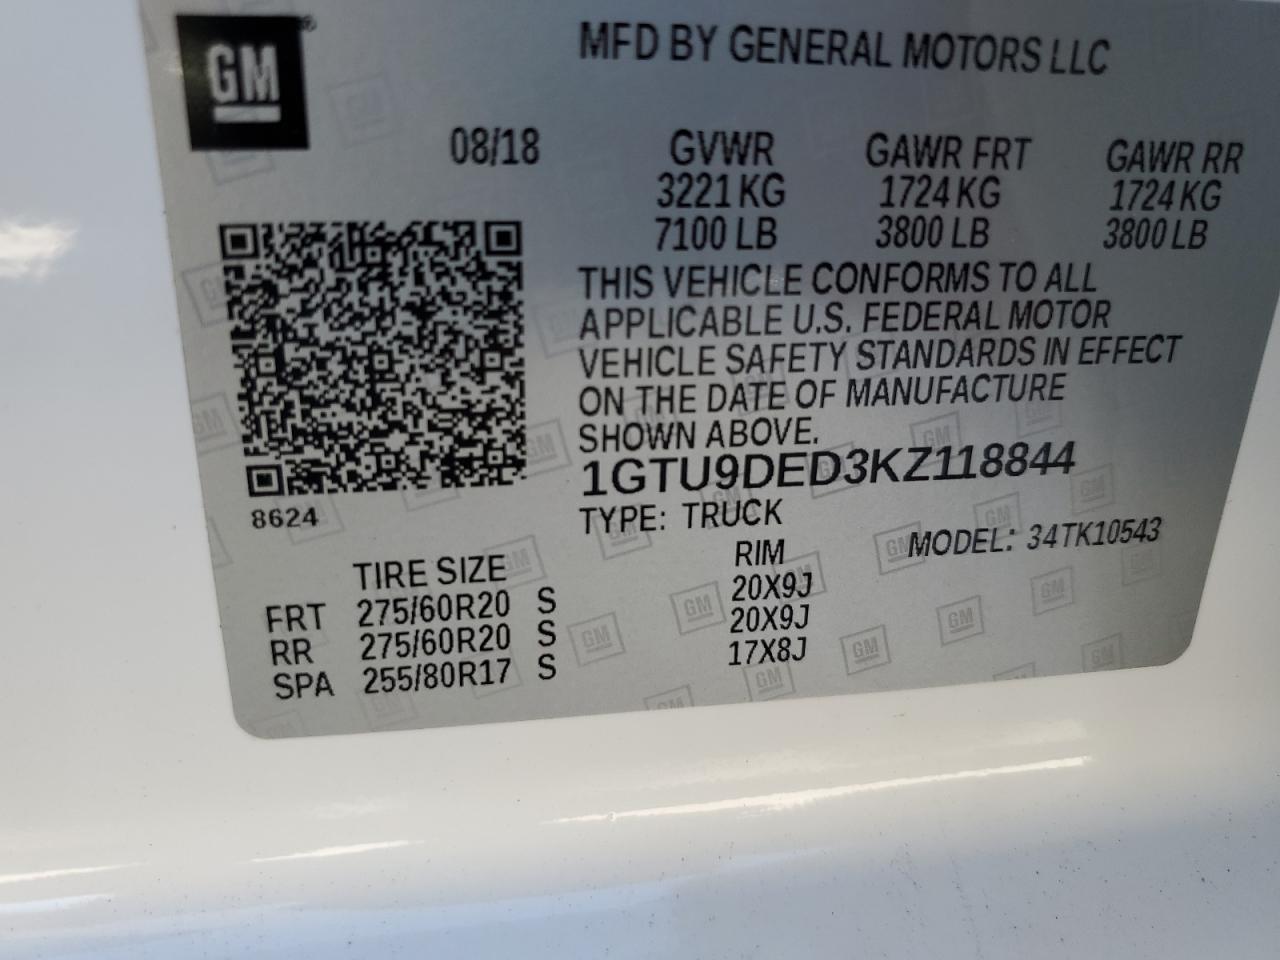 GM
MFD BY GENERAL MOTORS LLC
08/18 GVWR GAWR FRT GAWR RR
3221 KG 1724 KG 1724 KG
7100 LB 3800 LB 3800 LB
THIS VEHICLE CONFORMS TO ALL
APPLICABLE U.S. FEDERAL MOTOR
VEHICLE SAFETY STANDARDS IN EFFECT
ON THE DATE OF MANUFACTURE
SHOWN ABOVE.
1GTU9DED3KZ118844
8624
TYPE: TRUCK
MODEL: 34TK10543
TIRE SIZE RIM
FRT 275/60R20 S 20X9J
RR 275/60R20 S 20X9J
SPA 255/80R17 S 17X8J